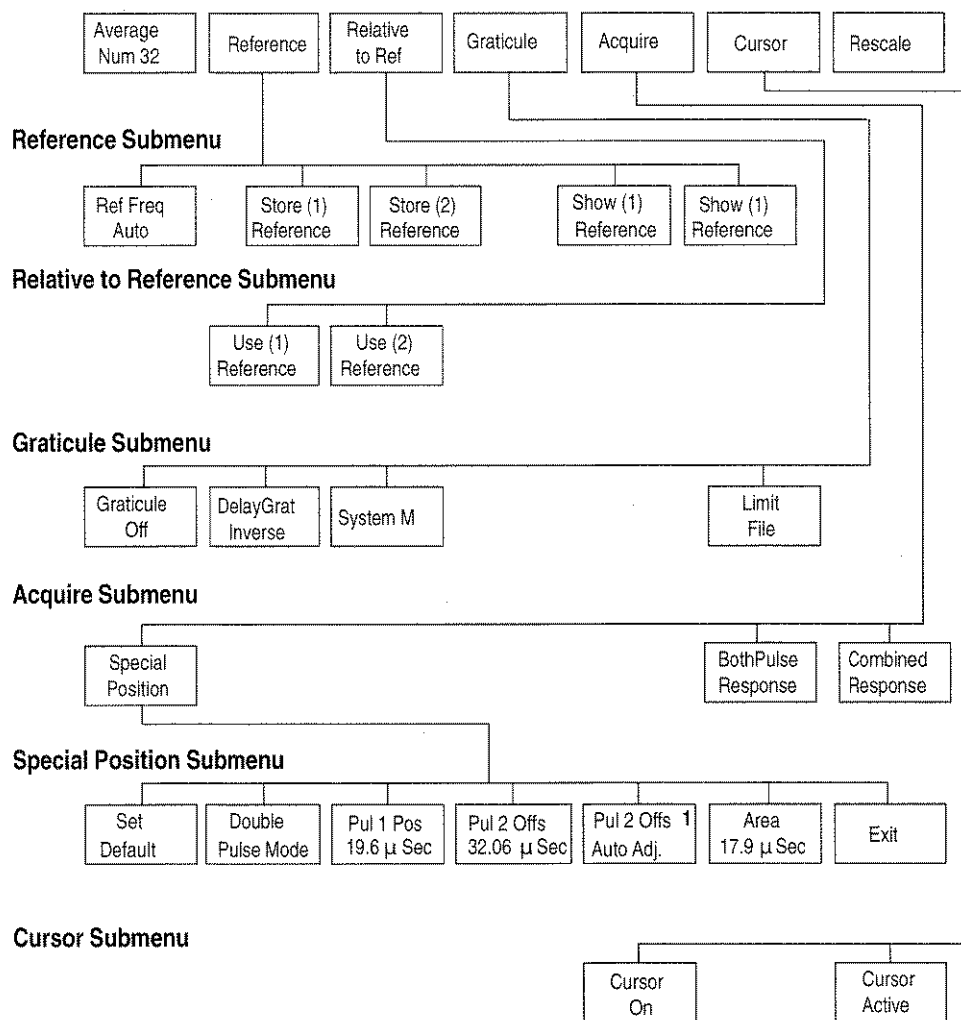 Average
Num 32
Reference
Relative
to Ref
Graticule
Acquire
Cursor
Rescale
Reference Submenu
Ref Freq
Auto
Store (1)
Reference
Store (2)
Reference
Show (1)
Reference
Show (1)
Reference
Relative to Reference Submenu
Use (1)
Reference
Use (2)
Reference
Graticule Submenu
Graticule
Off
DelayGrat
Inverse
System M
Limit
File
Acquire Submenu
Special
Position
BothPulse
Response
Combined
Response
Special Position Submenu
Set
Default
Double
Pulse Mode
Pul 1 Pos
19.6 μ Sec
Pul 2 Offs
32.06 μ Sec
Pul 2 Offs 1
Auto Adj.
Area
17.9 μ Sec
Exit
Cursor Submenu
Cursor
On
Cursor
Active